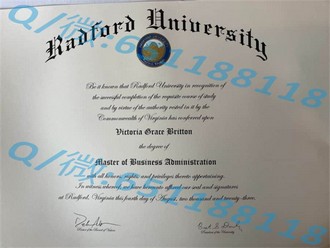 Radford University
Be it known that Radford University in recognition of
the successful completion of the requisite course of study
and by virtue of the authority vested in it by the
Commonwealth of Virginia has conferred upon
Victoria Grace Britton
the degree of
Master of Business Administration
with all honors, rights and privileges thereto appertaining.
In witness whereof, we have hereunto affixed our seal and signatures
at Radford, Virginia this fourth day of August, two thousand and twenty-three.
Q/微:
Q/微: